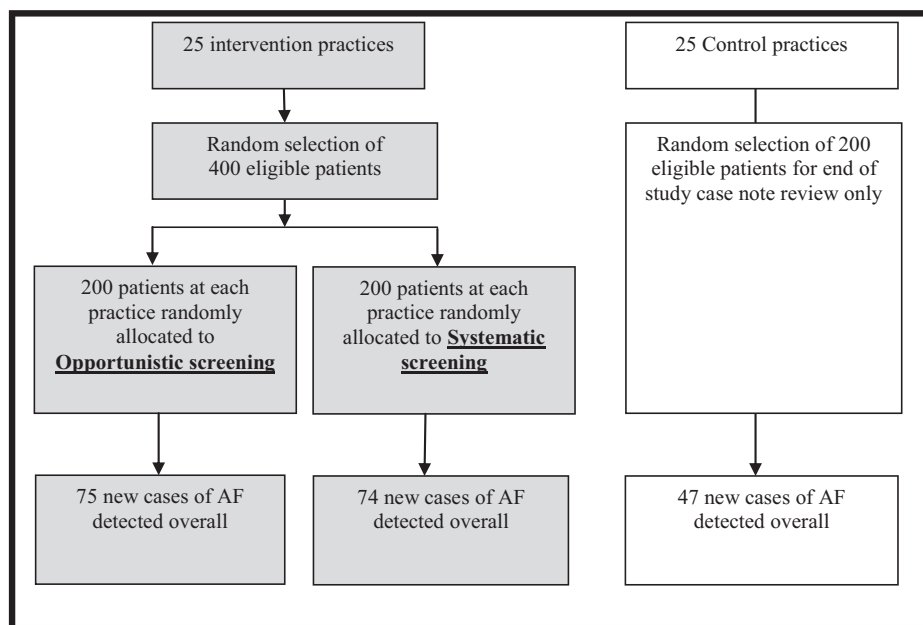 25 intervention practices
25 Control practices
Random selection of
400 eligible patients
Random selection of 200
eligible patients for end of
study case note review only
200 patients at each
practice randomly
allocated to
Opportunistic screening
200 patients at each
practice randomly
allocated to Systematic
screening
75 new cases of AF
detected overall
74 new cases of AF
detected overall
47 new cases of AF
detected overall